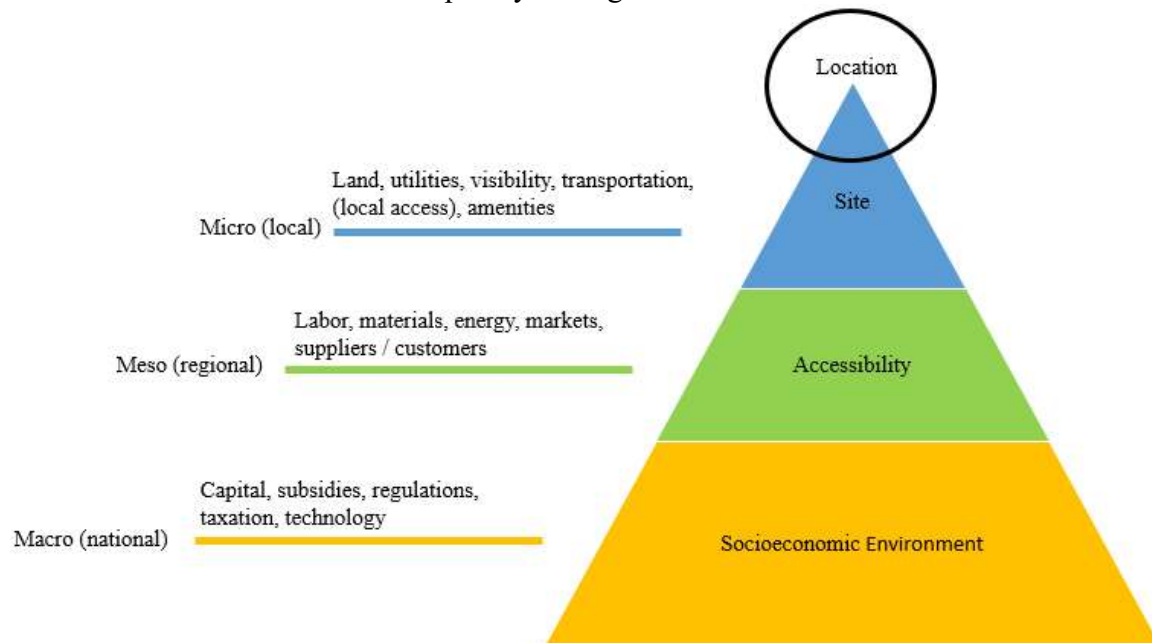 Location
Land, utilities, visibility, transportation,
(local access), amenities
Micro (local)
Site
Labor, materials, energy, markets,
suppliers / customers
Meso (regional)
Accessibility
Capital, subsidies, regulations,
taxation, technology
Macro (national)
Socioeconomic Environment